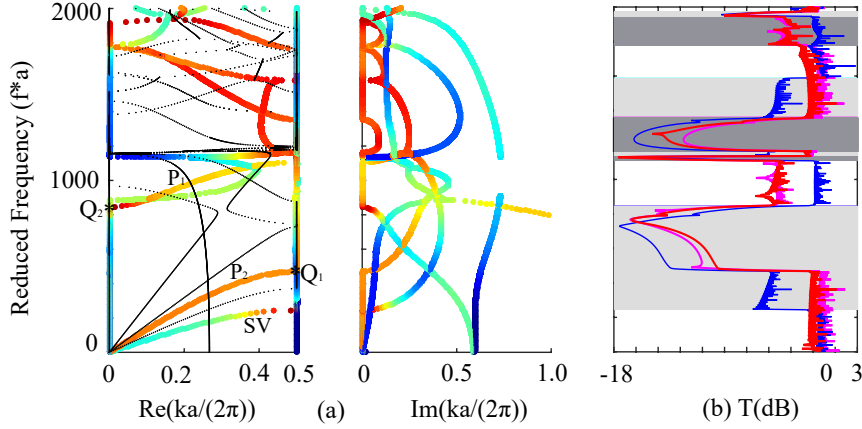 Reduced Frequency (f*a)
2000
1000
0
P₁
Q₂
P₂
Q₁
SV
0 0.2 0.4 0.5
0 0.5 1.0
-18 0 3
Re(ka/(2π)) (a) Im(ka/(2π)) (b) T(dB)